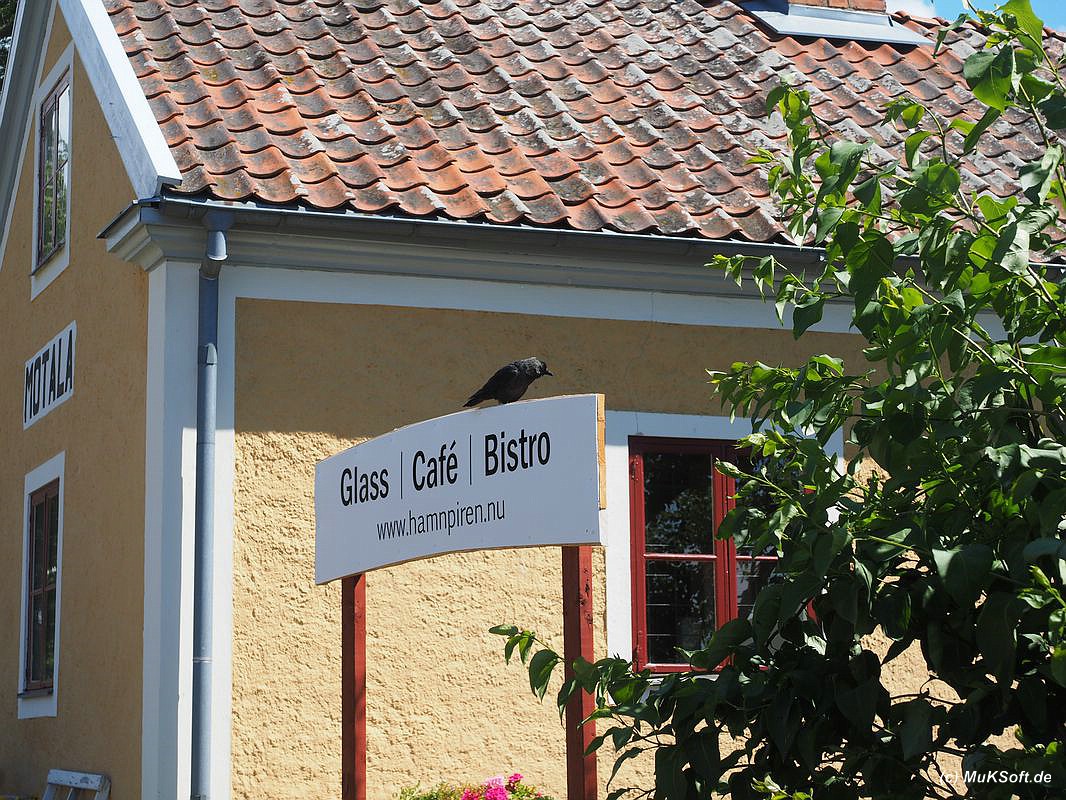 MOTALA
Glass | Café | Bistro
www.hamnpiren.nu
(c) MuKSoft.de